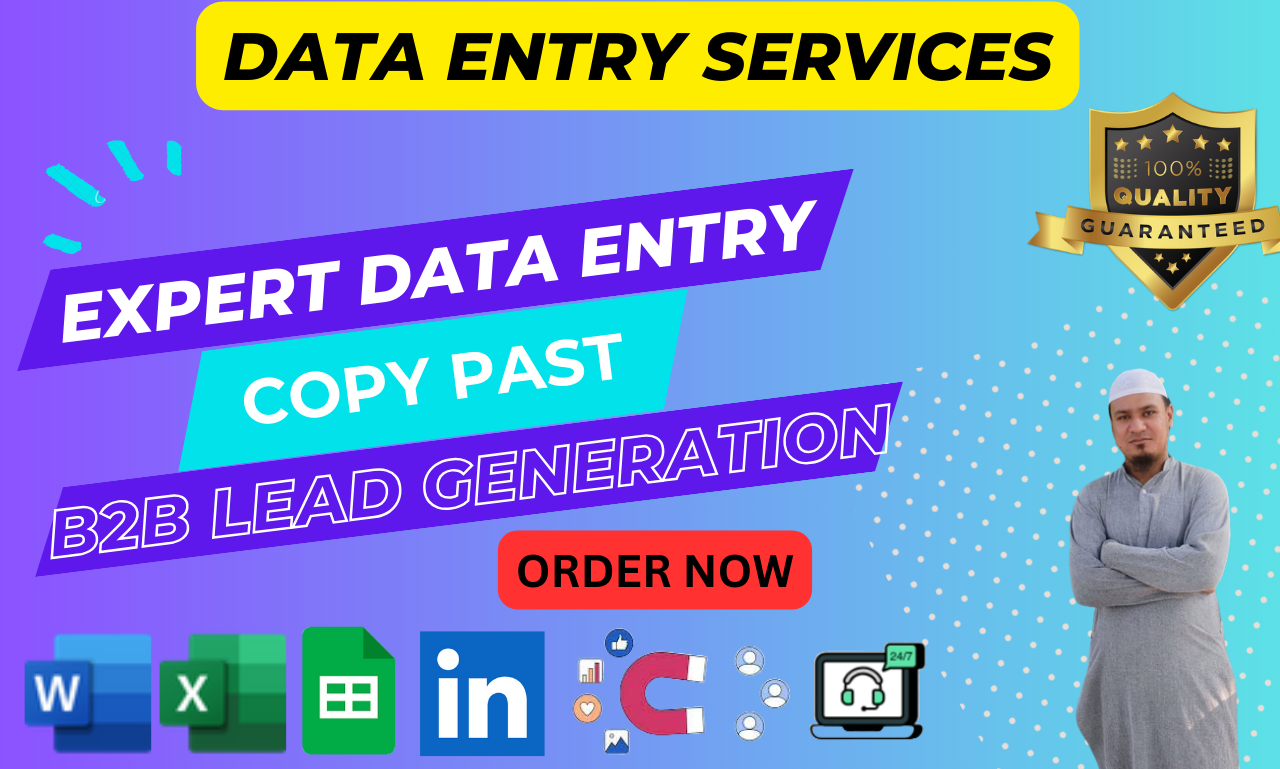 DATA ENTRY SERVICES
100%
QUALITY
GUARANTEED
EXPERT DATA ENTRY
COPY PAST
B2B LEAD GENERATION
ORDER NOW
W
X
in
24/7